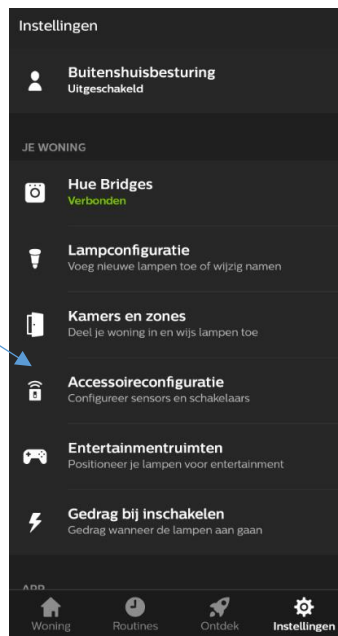 Instellingen
Buitenshuisbesturing
Uitgeschakeld
JE WONING
Hue Bridges
Verbonden
Lampconfiguratie
Voeg nieuwe lampen toe of wijzig namen
Kamers en zones
Deel je woning in en wijs lampen toe
Accessoireconfiguratie
Configureer sensors en schakelaars
Entertainmentruimten
Positioneer je lampen voor entertainment
Gedrag bij inschakelen
Gedrag wanneer de lampen aan gaan
APP
Woning Routines Ontdek Instellingen